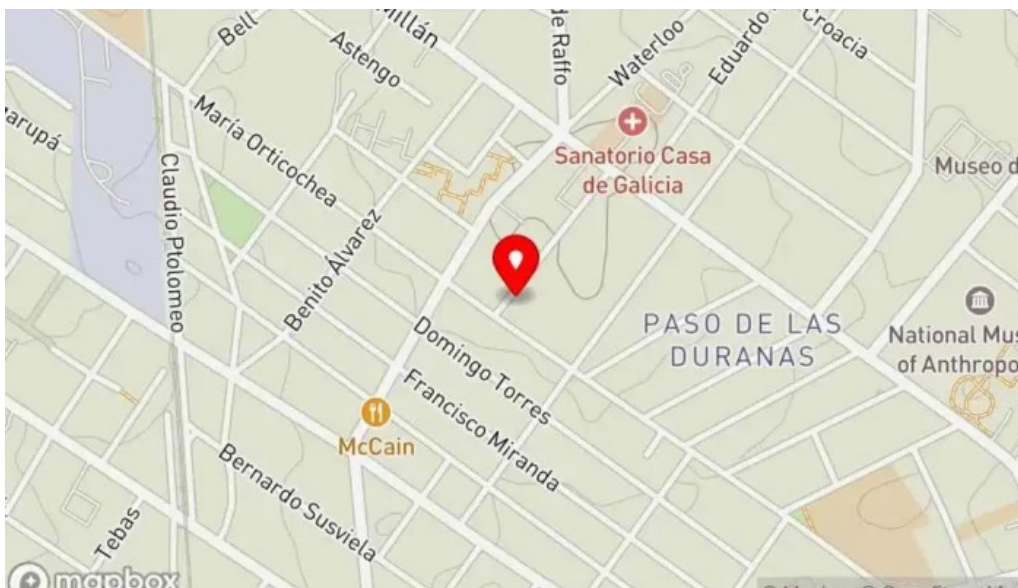 Bell
Millán
de Raffo
Croacia
Astengo
Waterloo
Eduardo
María Orticochea
Sanatorio Casa
de Galicia
Museo d
Claudio Ptolomeo
Benito Álvarez
PASO DE LAS
DURANAS
National Mus
of Anthropo
Domingo Torres
Francisco Miranda
McCain
Bernardo Susviela
Tebas
mapbox